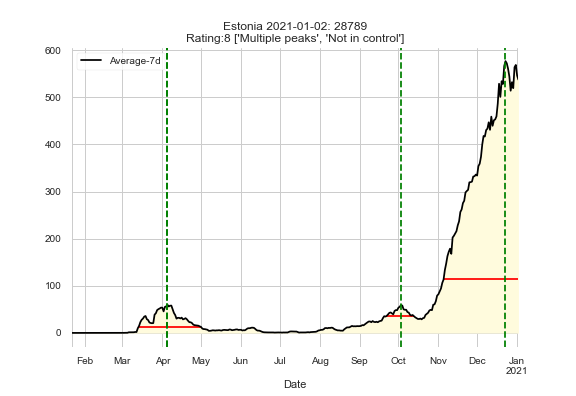 Estonia 2021-01-02: 28789
Rating:8 ['Multiple peaks', 'Not in control']
Average-7d
600
500
400
300
200
100
0
Feb Mar Apr May Jun Jul Aug Sep Oct Nov Dec Jan
2021
Date